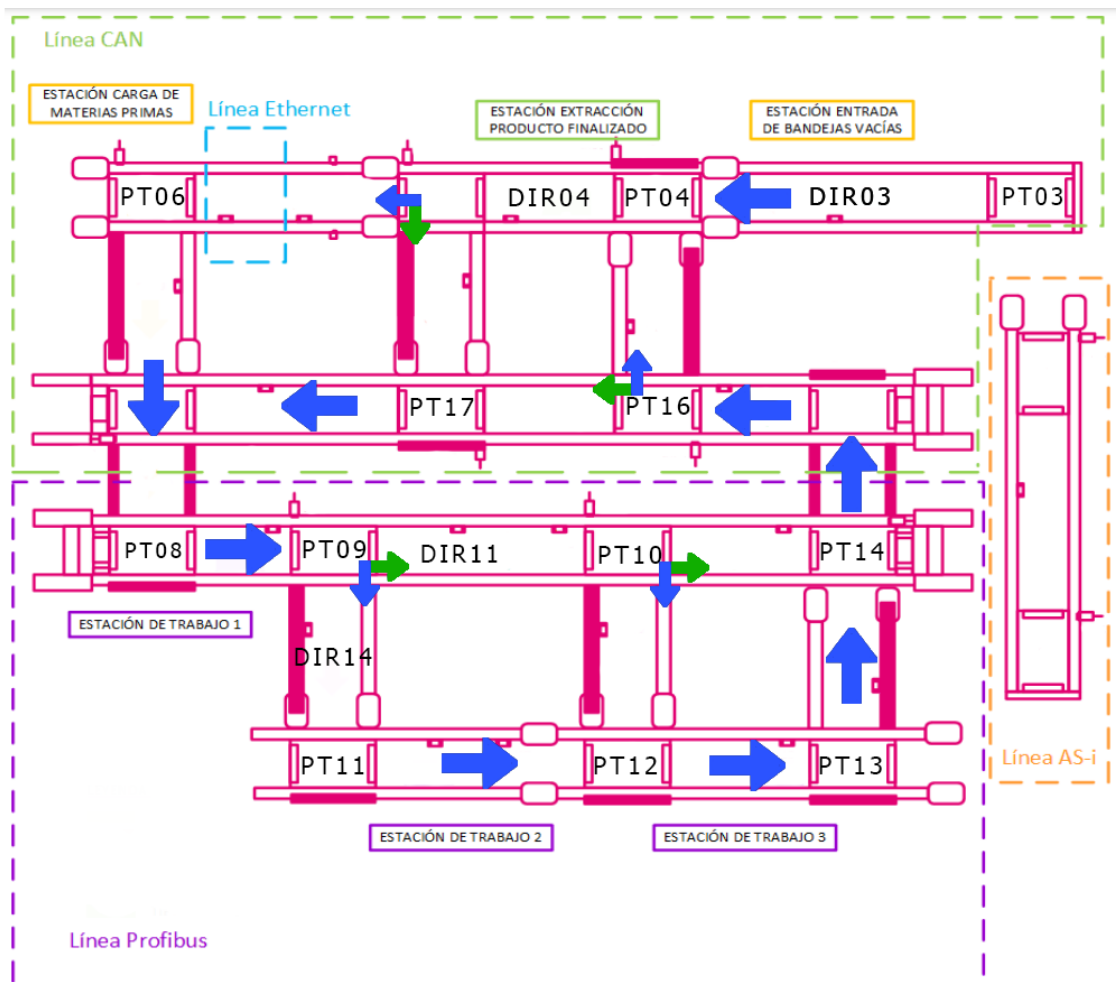 Línea CAN
ESTACIÓN CARGA DE
MATERIAS PRIMAS
Línea Ethernet
ESTACIÓN EXTRACCIÓN
PRODUCTO FINALIZADO
ESTACIÓN ENTRADA
DE BANDEJAS VACÍAS
PT06
DIR04
PT04
DIR03
PT03
PT17
PT16
PT08
PT09
DIR11
PT10
PT14
ESTACIÓN DE TRABAJO 1
DIR14
PT11
PT12
PT13
Línea AS-i
ESTACIÓN DE TRABAJO 2
ESTACIÓN DE TRABAJO 3
Línea Profibus